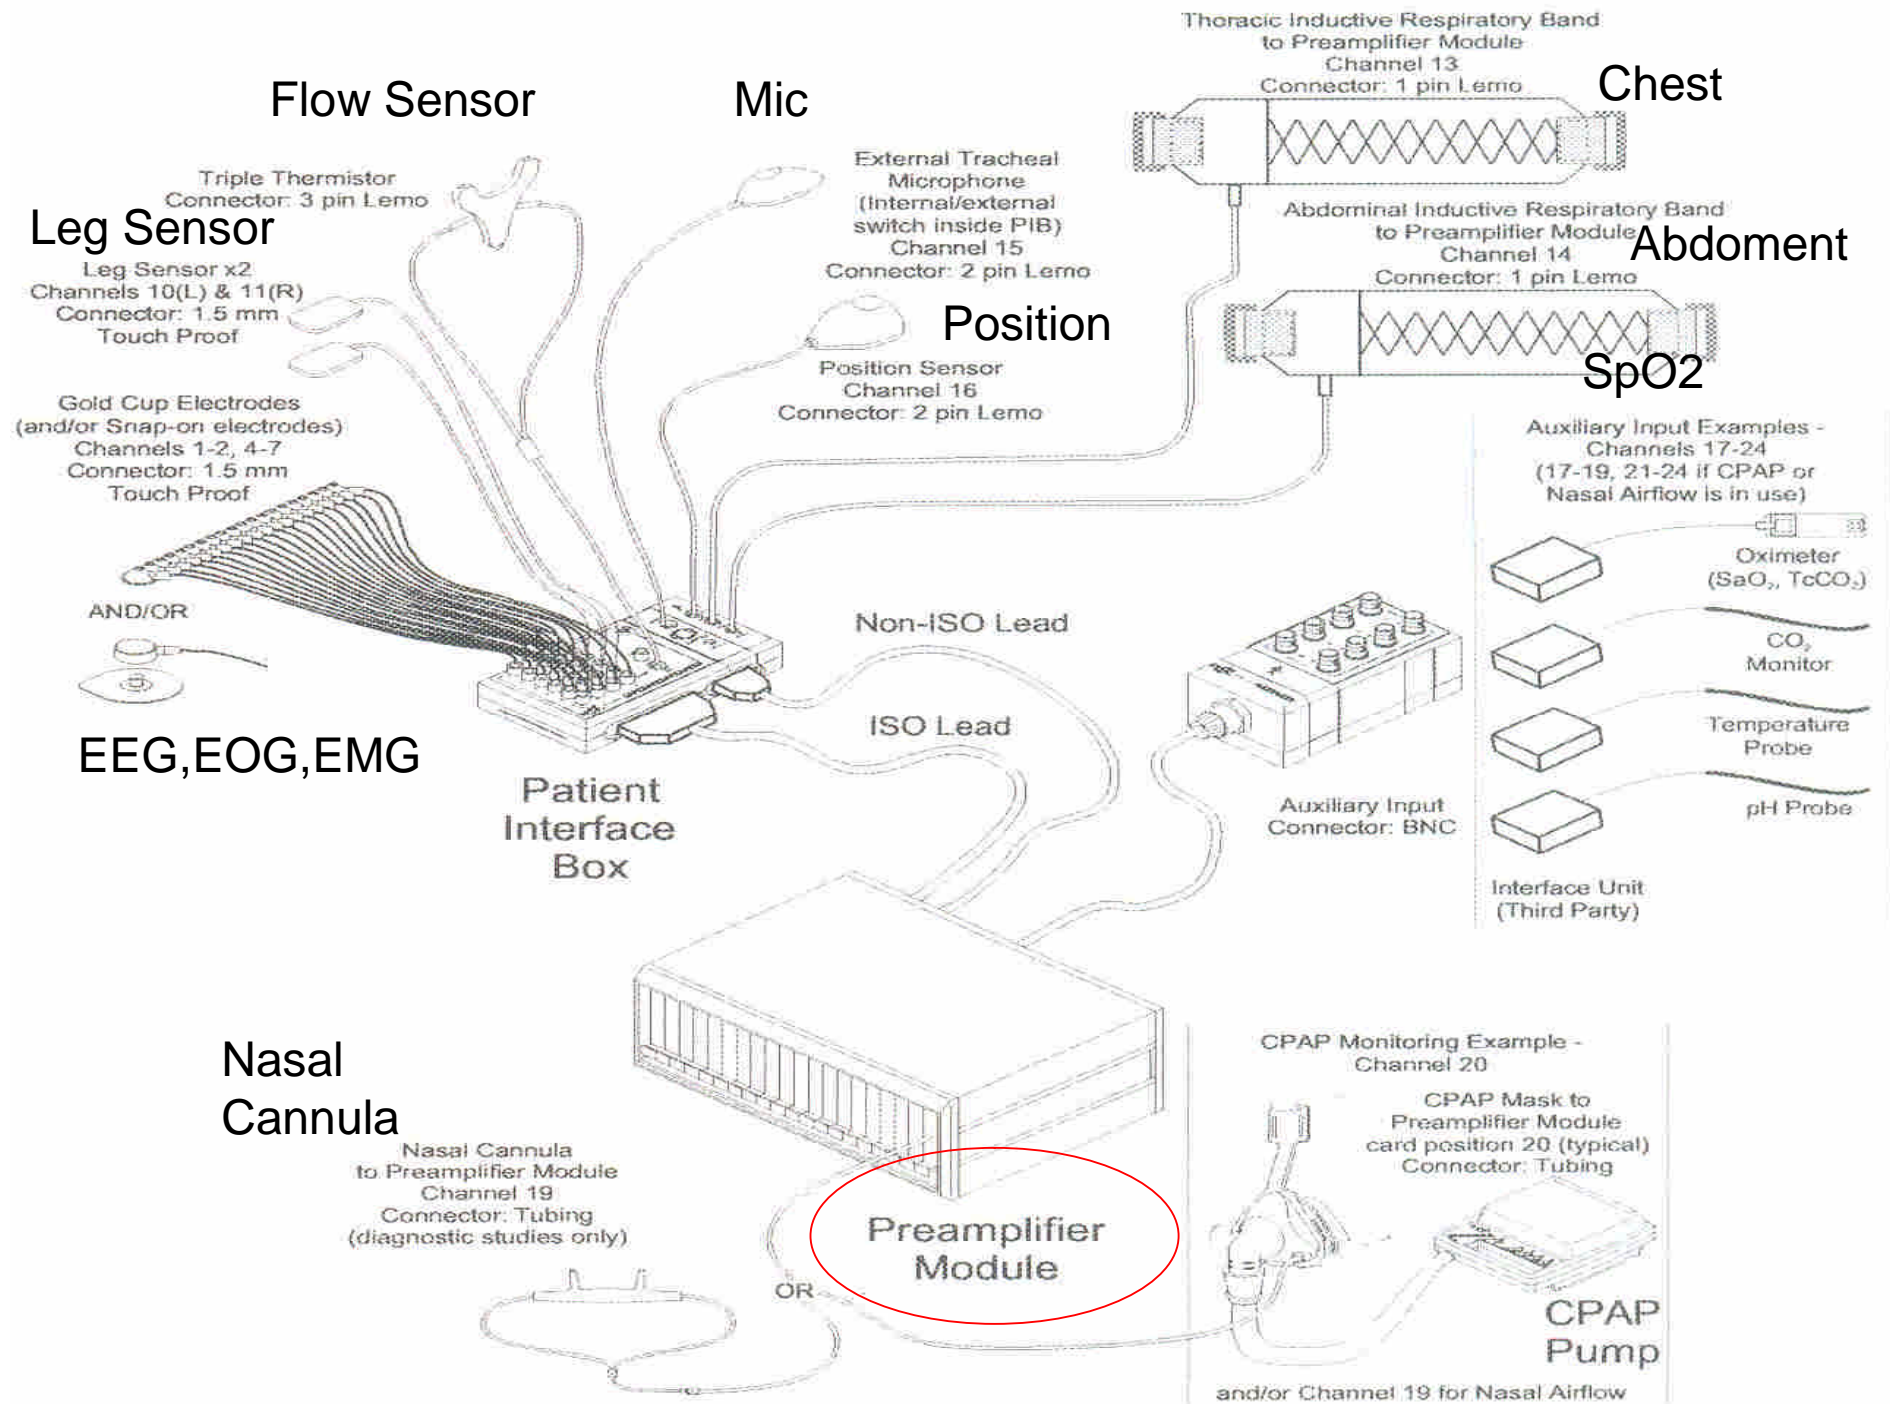 Thoracic Inductive Respiratory Band
to Preamplifier Module
Channel 13
Connector: 1 pin Lemo
Chest
Flow Sensor
Mic
Triple Thermistor
Connector: 3 pin Lemo
External Tracheal
Microphone
(Internal/external
switch inside PIB)
Channel 15
Connector: 2 pin Lemo
Abdominal Inductive Respiratory Band
to Preamplifier Module
Channel 14
Connector: 1 pin Lemo
Abdoment
Leg Sensor
Leg Sensor x2
Channels 10(L) & 11(R)
Connector: 1.5 mm
Touch Proof
Position
Position Sensor
Channel 16
Connector: 2 pin Lemo
SpO2
Gold Cup Electrodes
(and/or Snap-on electrodes)
Channels 1-2, 4-7
Connector: 1.5 mm
Touch Proof
AND/OR
EEG,EOG,EMG
Auxiliary Input Examples -
Channels 17-24
(17-19, 21-24 if CPAP or
Nasal Airflow is in use)
Oximeter
(SaO₂, TcCO₂)
CO₂
Monitor
Temperature
Probe
pH Probe
Interface Unit
(Third Party)
Non-ISO Lead
ISO Lead
Patient
Interface
Box
Auxiliary Input
Connector: BNC
Nasal
Cannula
Nasal Cannula
to Preamplifier Module
Channel 19
Connector: Tubing
(diagnostic studies only)
OR
Preamplifier
Module
CPAP Monitoring Example -
Channel 20
CPAP Mask to
Preamplifier Module
card position 20 (typical)
Connector: Tubing
CPAP
Pump
and/or Channel 19 for Nasal Airflow